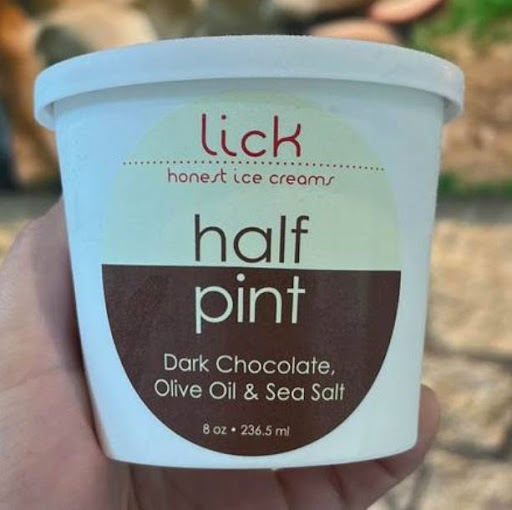 lick
honest ice creams
half
pint
Dark Chocolate,
Olive Oil & Sea Salt
8 oz • 236.5 ml